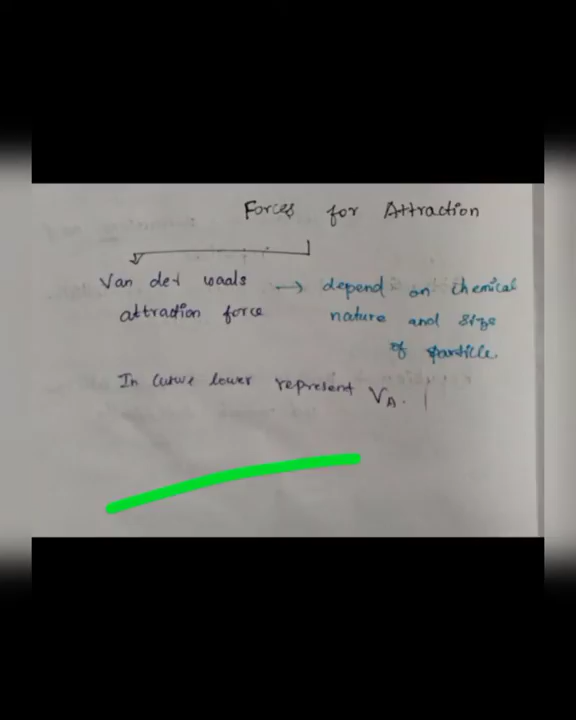 Forces for Attraction
Van der waals → depend on chemical
attraction force nature and size
of particle
In curve lower represent VA.